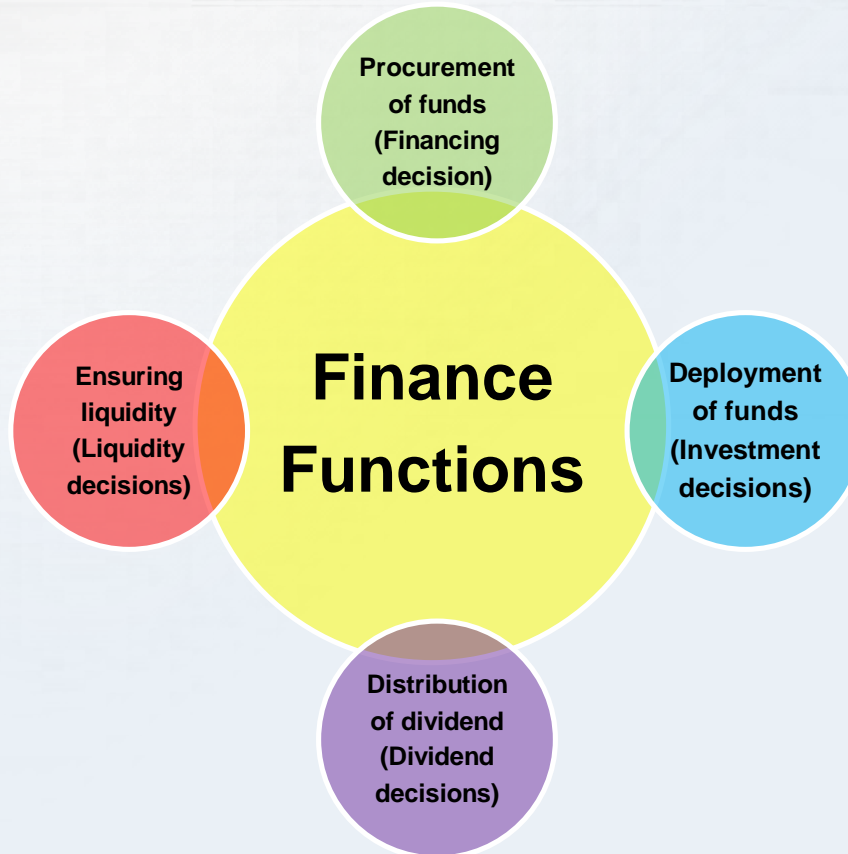 Procurement
of funds
(Financing
decision)
Finance
Functions
Ensuring
liquidity
(Liquidity
decisions)
Deployment
of funds
(Investment
decisions)
Distribution
of dividend
(Dividend
decisions)